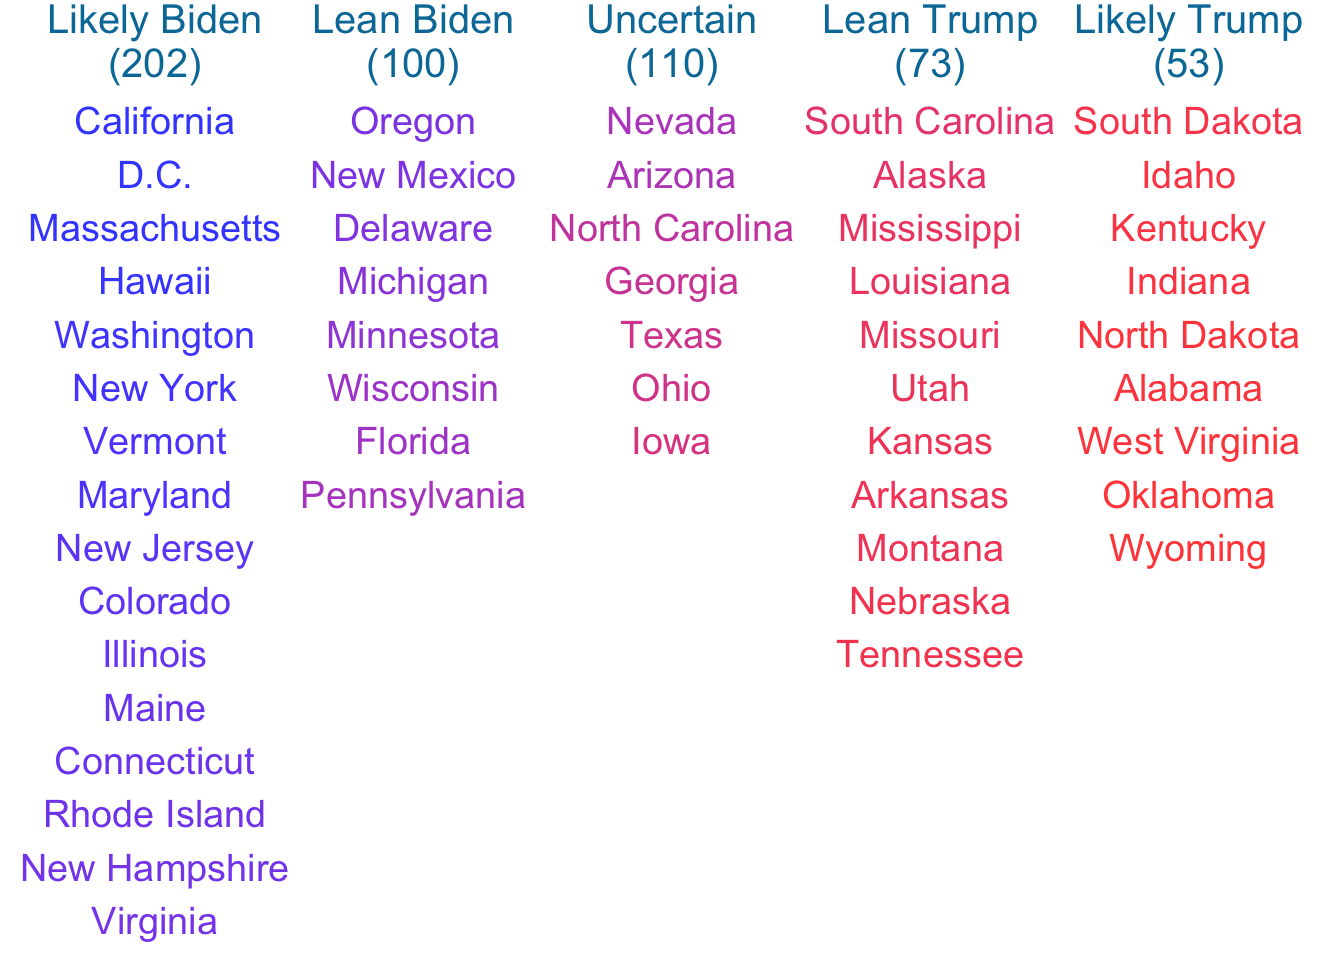 Likely Biden
(202)
California
D.C.
Massachusetts
Hawaii
Washington
New York
Vermont
Maryland
New Jersey
Colorado
Illinois
Maine
Connecticut
Rhode Island
New Hampshire
Virginia
Lean Biden
(100)
Oregon
New Mexico
Delaware
Michigan
Minnesota
Wisconsin
Florida
Pennsylvania
Uncertain
(110)
Nevada
Arizona
North Carolina
Georgia
Texas
Ohio
Iowa
Lean Trump
(73)
South Carolina
Alaska
Mississippi
Louisiana
Missouri
Utah
Kansas
Arkansas
Montana
Nebraska
Tennessee
Likely Trump
(53)
South Dakota
Idaho
Kentucky
Indiana
North Dakota
Alabama
West Virginia
Oklahoma
Wyoming